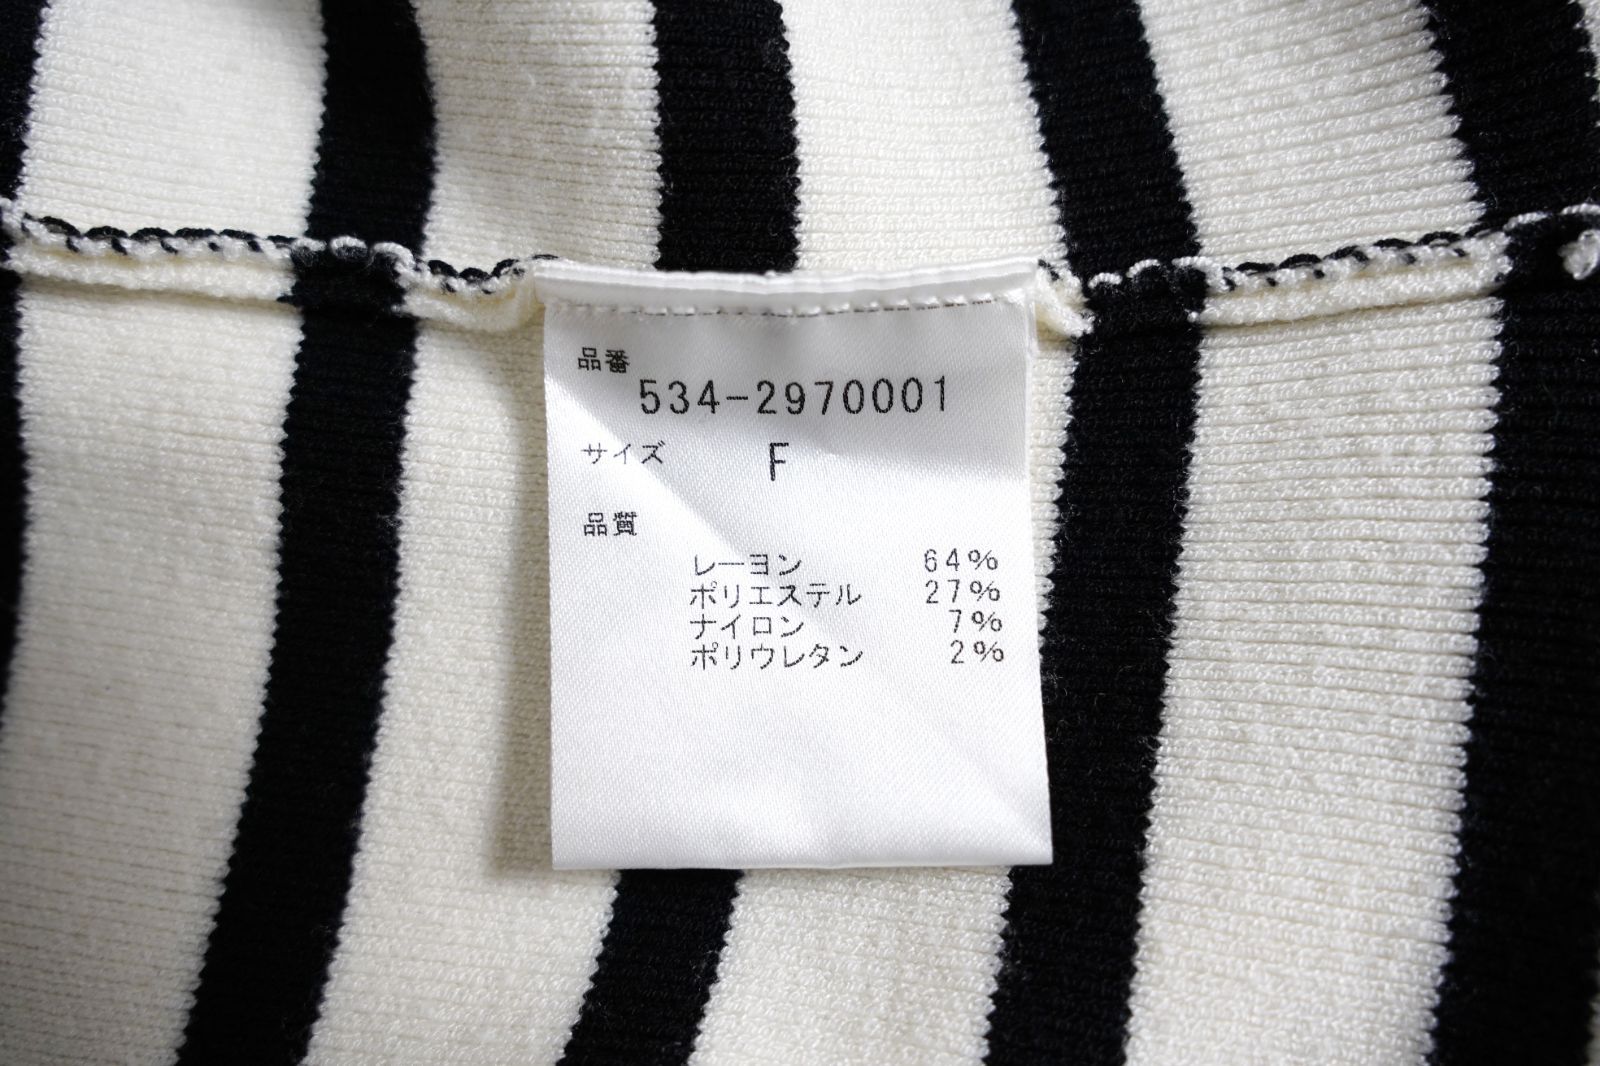 品番
534-2970001
サイズ F
品質
レーヨン 64%
ポリエステル 27%
ナイロン 7%
ポリウレタン 2%